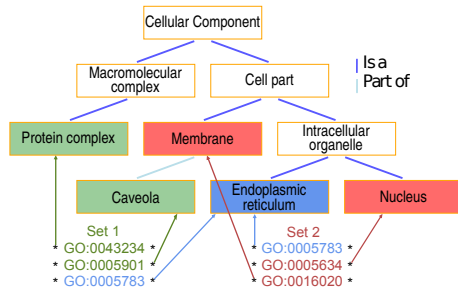 Cellular Component
Macromolecular
complex
Cell part
Is a
Part of
Protein complex
Membrane
Intracellular
organelle
Caveola
Endoplasmic
reticulum
Nucleus
Set 1
* GO:0043234 *
* GO:0005901 *
* GO:0005783 *
Set 2
* GO:0005783 *
* GO:0005634 *
* GO:0016020 *